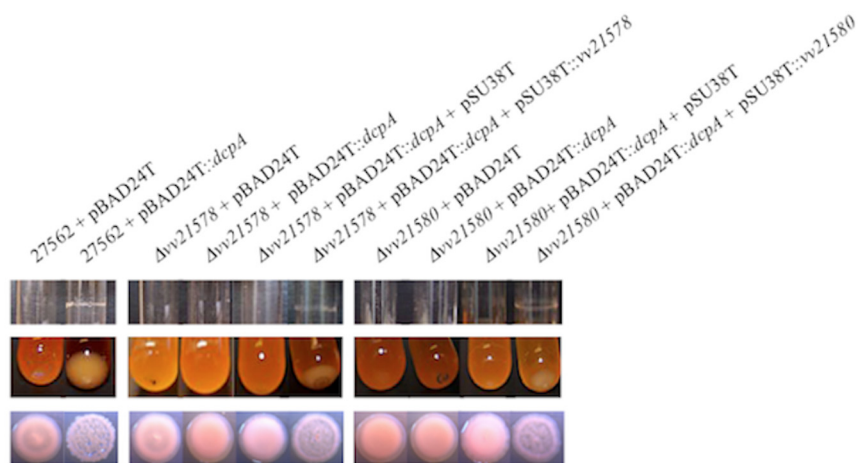 27562 + pBAD24T
27562 + pBAD24T::dcpA
Δvv21578 + pBAD24T
Δvv21578 + pBAD24T::dcpA
Δvv21578 + pBAD24T::dcpA + pSU38T
Δvv21578 + pBAD24T::dcpA + pSU38T::vv21578
Δvv21580 + pBAD24T
Δvv21580 + pBAD24T::dcpA
Δvv21580+ pBAD24T::dcpA + pSU38T
Δvv21580 + pBAD24T::dcpA + pSU38T::vv21580